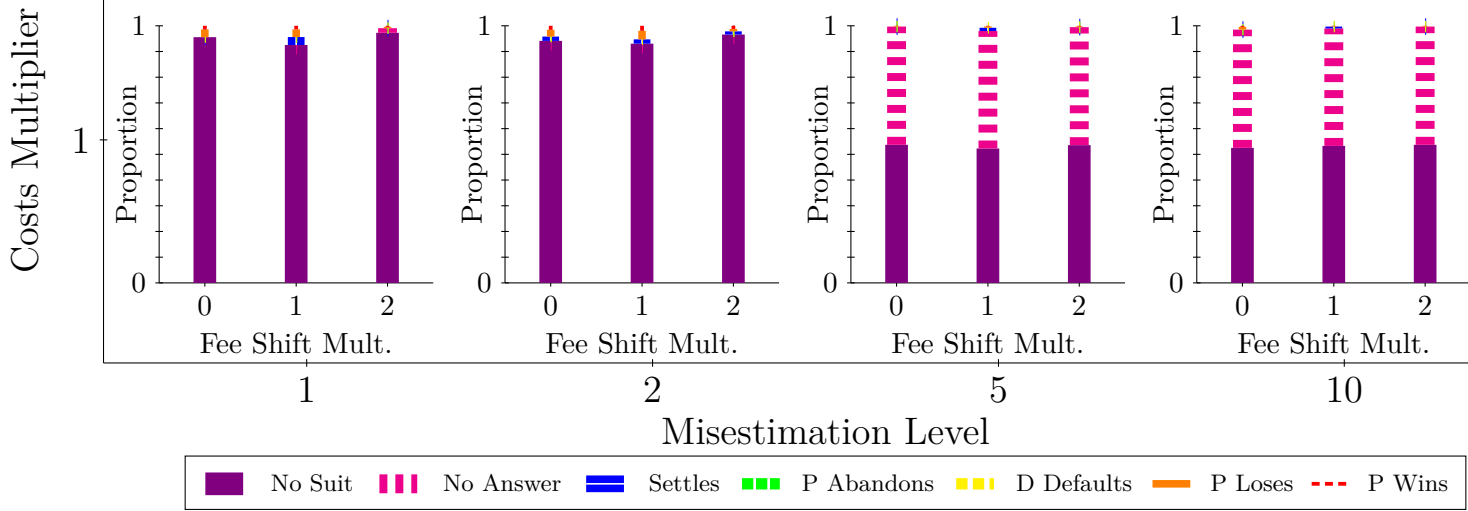 Costs Multiplier
1
Proportion
1
0
0 1 2
Fee Shift Mult.
Proportion
1
0
0 1 2
Fee Shift Mult.
Proportion
1
0
0 1 2
Fee Shift Mult.
Proportion
1
0
0 1 2
Fee Shift Mult.
1 2 5 10
Misestimation Level
No Suit No Answer Settles P Abandons D Defaults P Loses P Wins